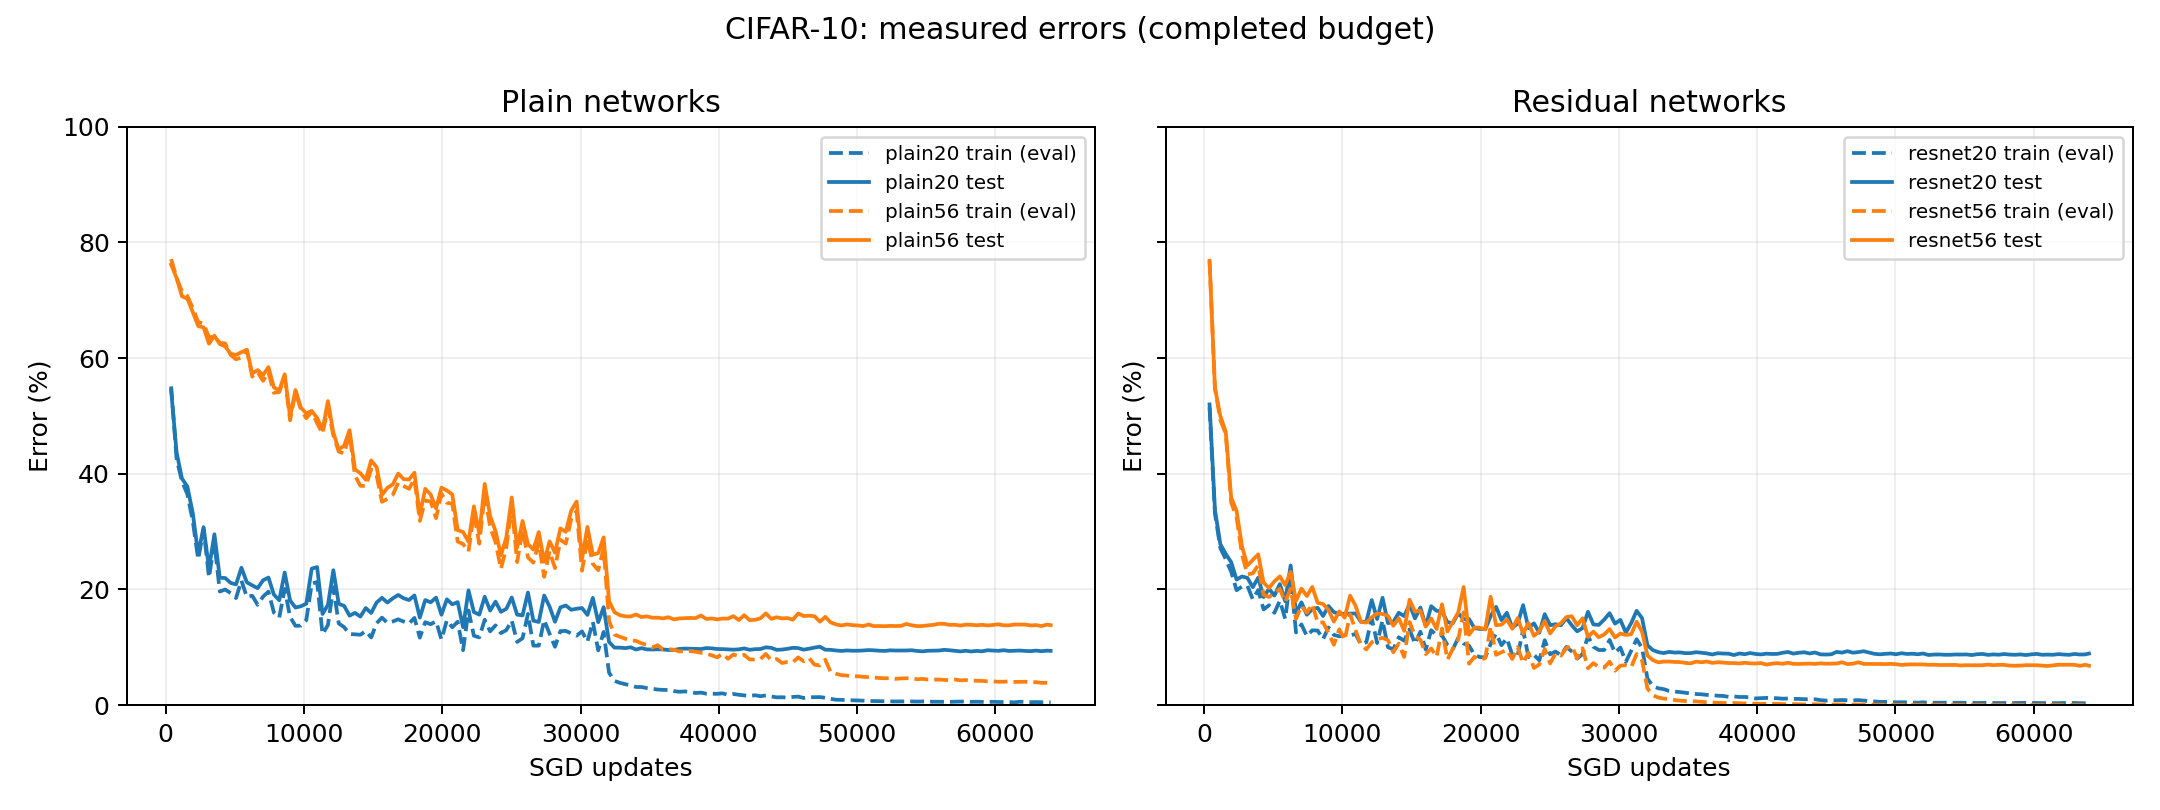 CIFAR-10: measured errors (completed budget)
Plain networks
Error (%)
100
80
60
40
20
0
plain20 train (eval)
plain20 test
plain56 train (eval)
plain56 test
0 10000 20000 30000 40000 50000 60000
SGD updates
Residual networks
Error (%)
resnet20 train (eval)
resnet20 test
resnet56 train (eval)
resnet56 test
0 10000 20000 30000 40000 50000 60000
SGD updates